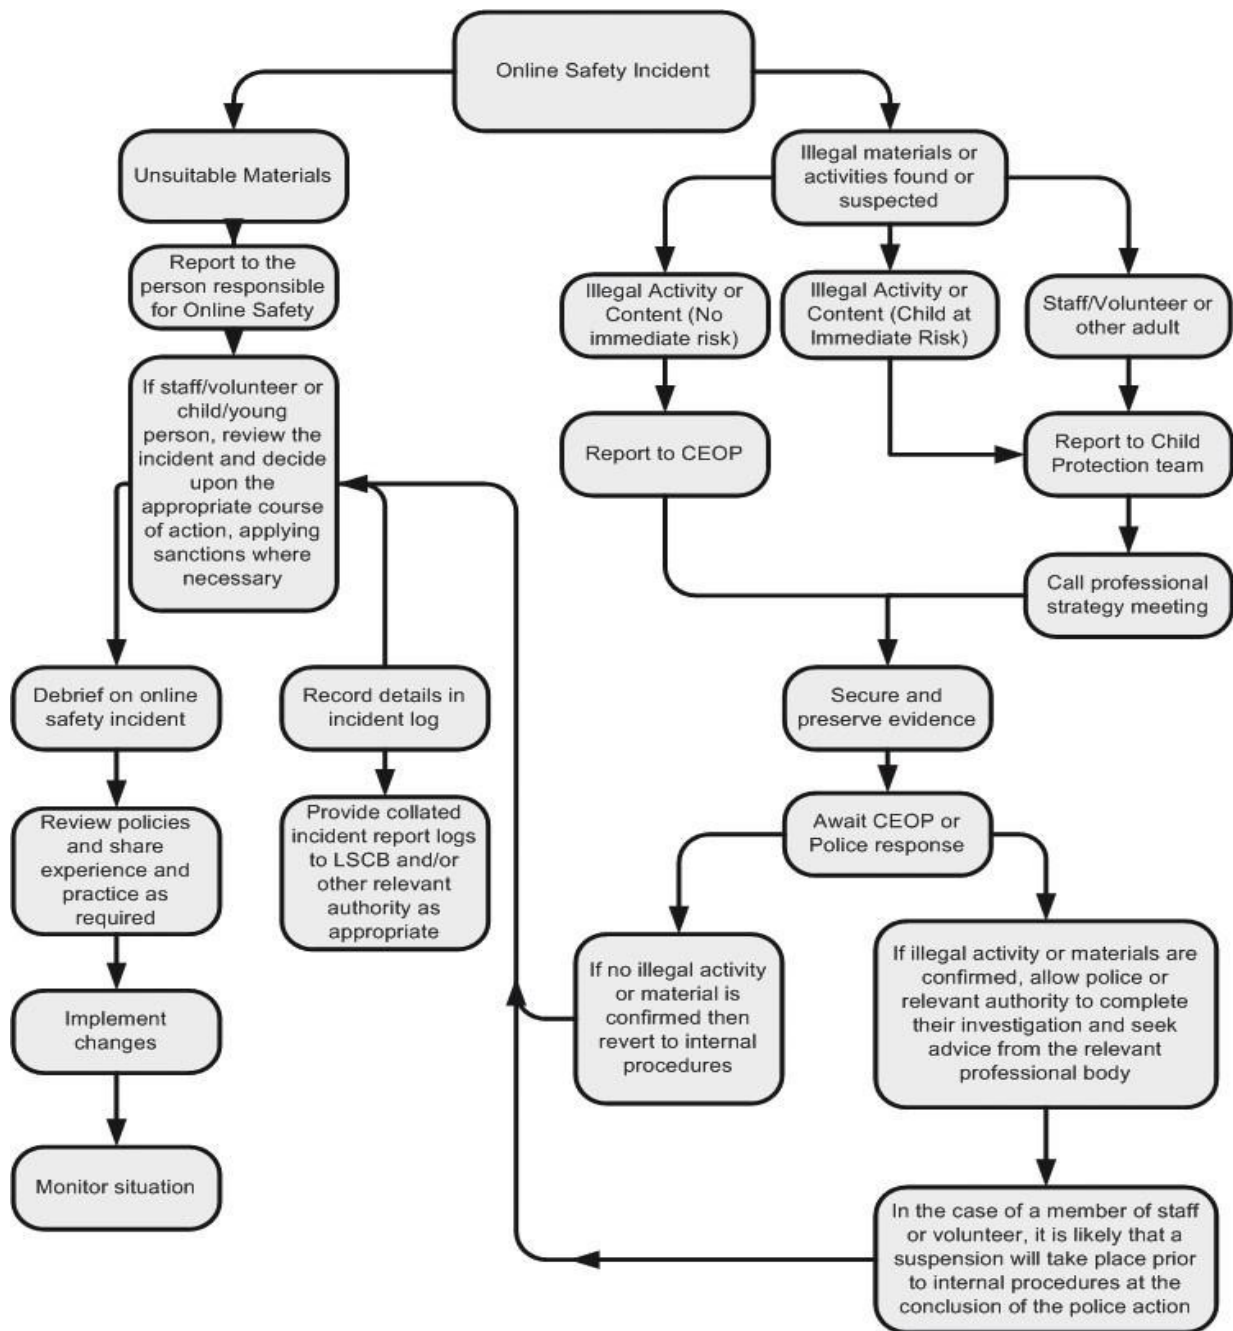 Online Safety Incident
Unsuitable Materials
Illegal materials or
activities found or
suspected
Report to the
person responsible
for Online Safety
Illegal Activity or
Content (No
immediate risk)
Illegal Activity or
Content (Child at
Immediate Risk)
Staff/Volunteer or
other adult
If staff/volunteer or
child/young
person, review the
incident and decide
upon the
appropriate course
of action, applying
sanctions where
necessary
Report to CEOP
Report to Child
Protection team
Call professional
strategy meeting
Debrief on online
safety incident
Record details in
incident log
Secure and
preserve evidence
Review policies
and share
experience and
practice as
required
Provide collated
incident report logs
to LSCB and/or
other relevant
authority as
appropriate
Await CEOP or
Police response
If no illegal activity
or material is
confirmed then
revert to internal
procedures
If illegal activity or materials are
confirmed, allow police or
relevant authority to complete
their investigation and seek
advice from the relevant
professional body
Implement
changes
Monitor situation
In the case of a member of staff
or volunteer, it is likely that a
suspension will take place prior
to internal procedures at the
conclusion of the police action